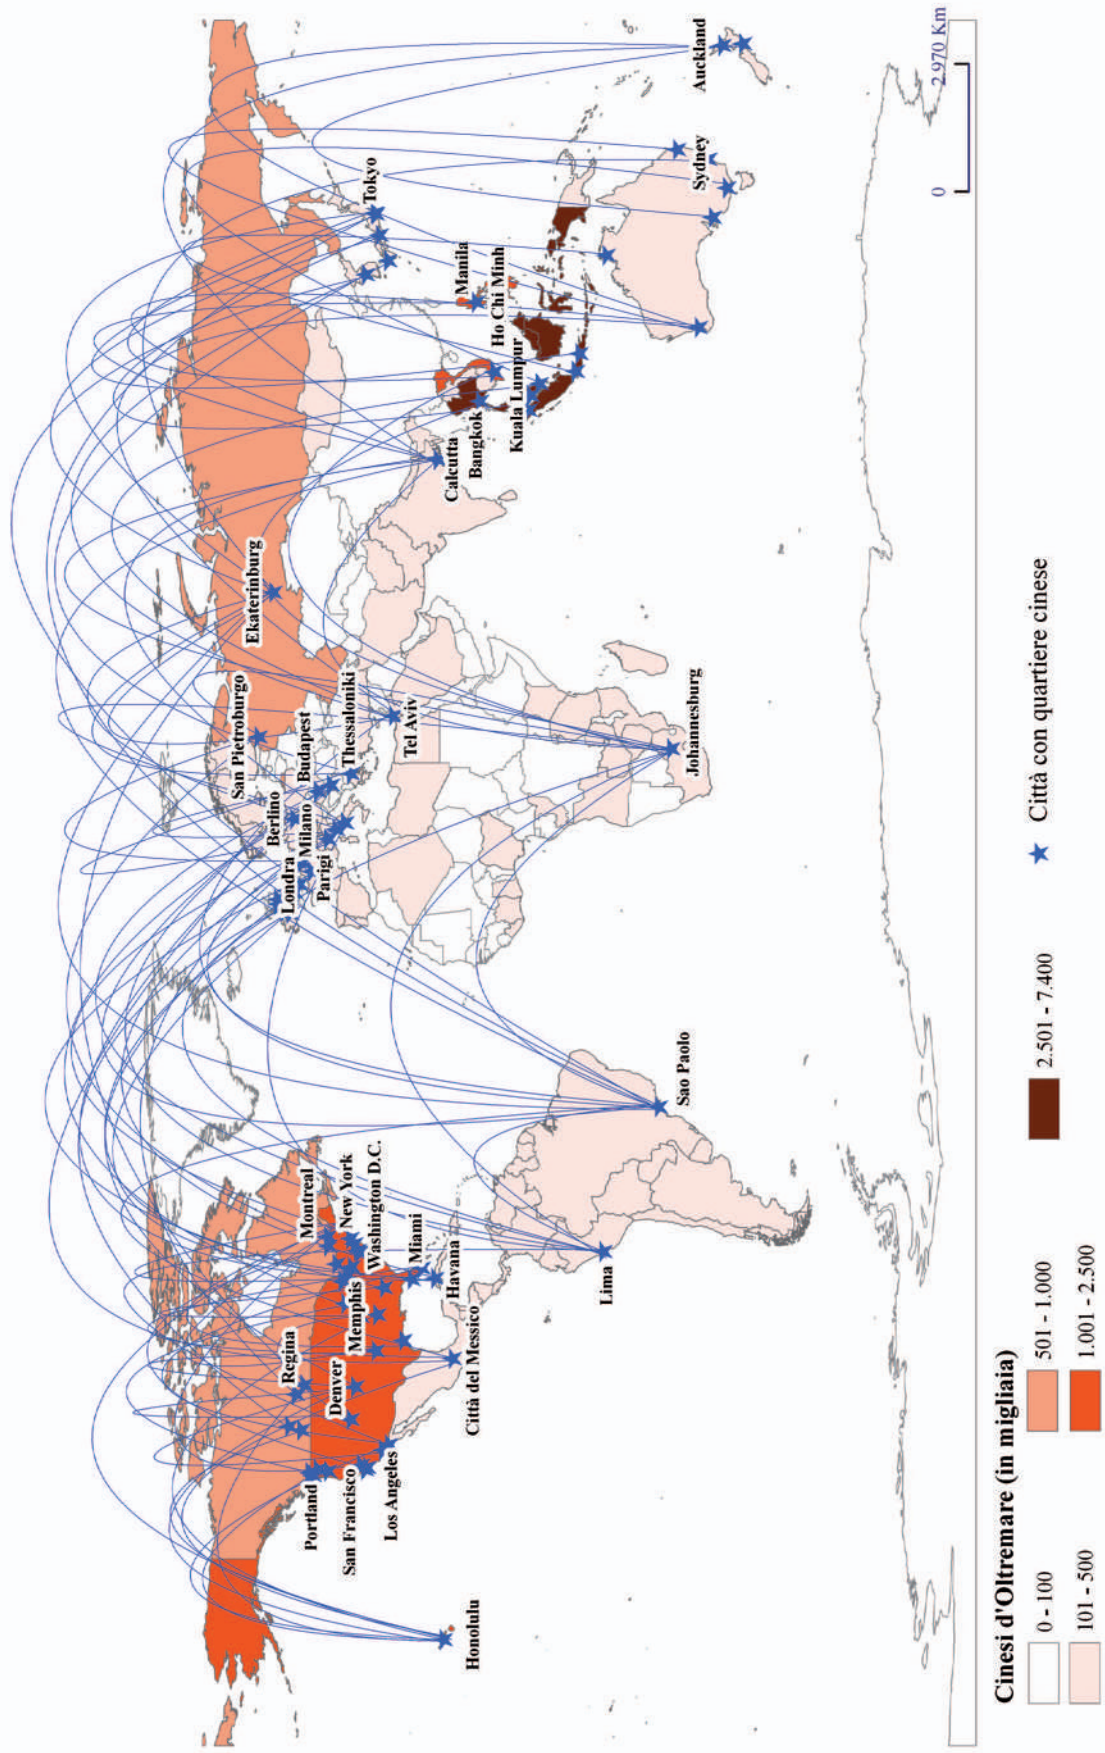 Honolulu
Portland
San Francisco
Los Angeles
Regina
Denver
Memphis
Città del Messico
Montreal
New York
Washington D.C.
Miami
Havana
Lima
Sao Paolo
Londra
Parigi
Berlino
Milano
San Pietroburgo
Budapest
Thessaloniki
Tel Aviv
Johannesburg
Ekaterinburg
Calcutta
Bangkok
Kuala Lumpur
Ho Chi Minh
Manila
Tokyo
Sydney
Auckland
0 2.970 Km
Cinesi d'Oltremare (in migliaia)
0 - 100
101 - 500
501 - 1.000
1.001 - 2.500
2.501 - 7.400
Città con quartiere cinese